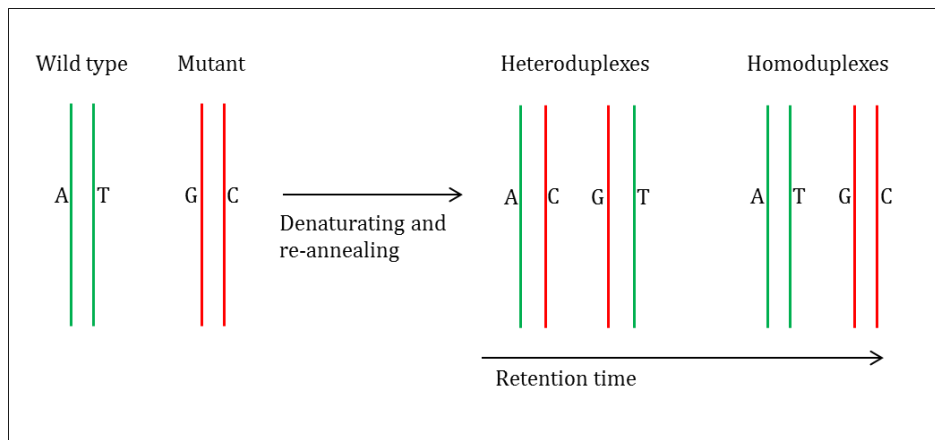 Wild type Mutant Heteroduplexes Homoduplexes
A T G C A C G T A T G C
Denaturating and
re-annealing
Retention time